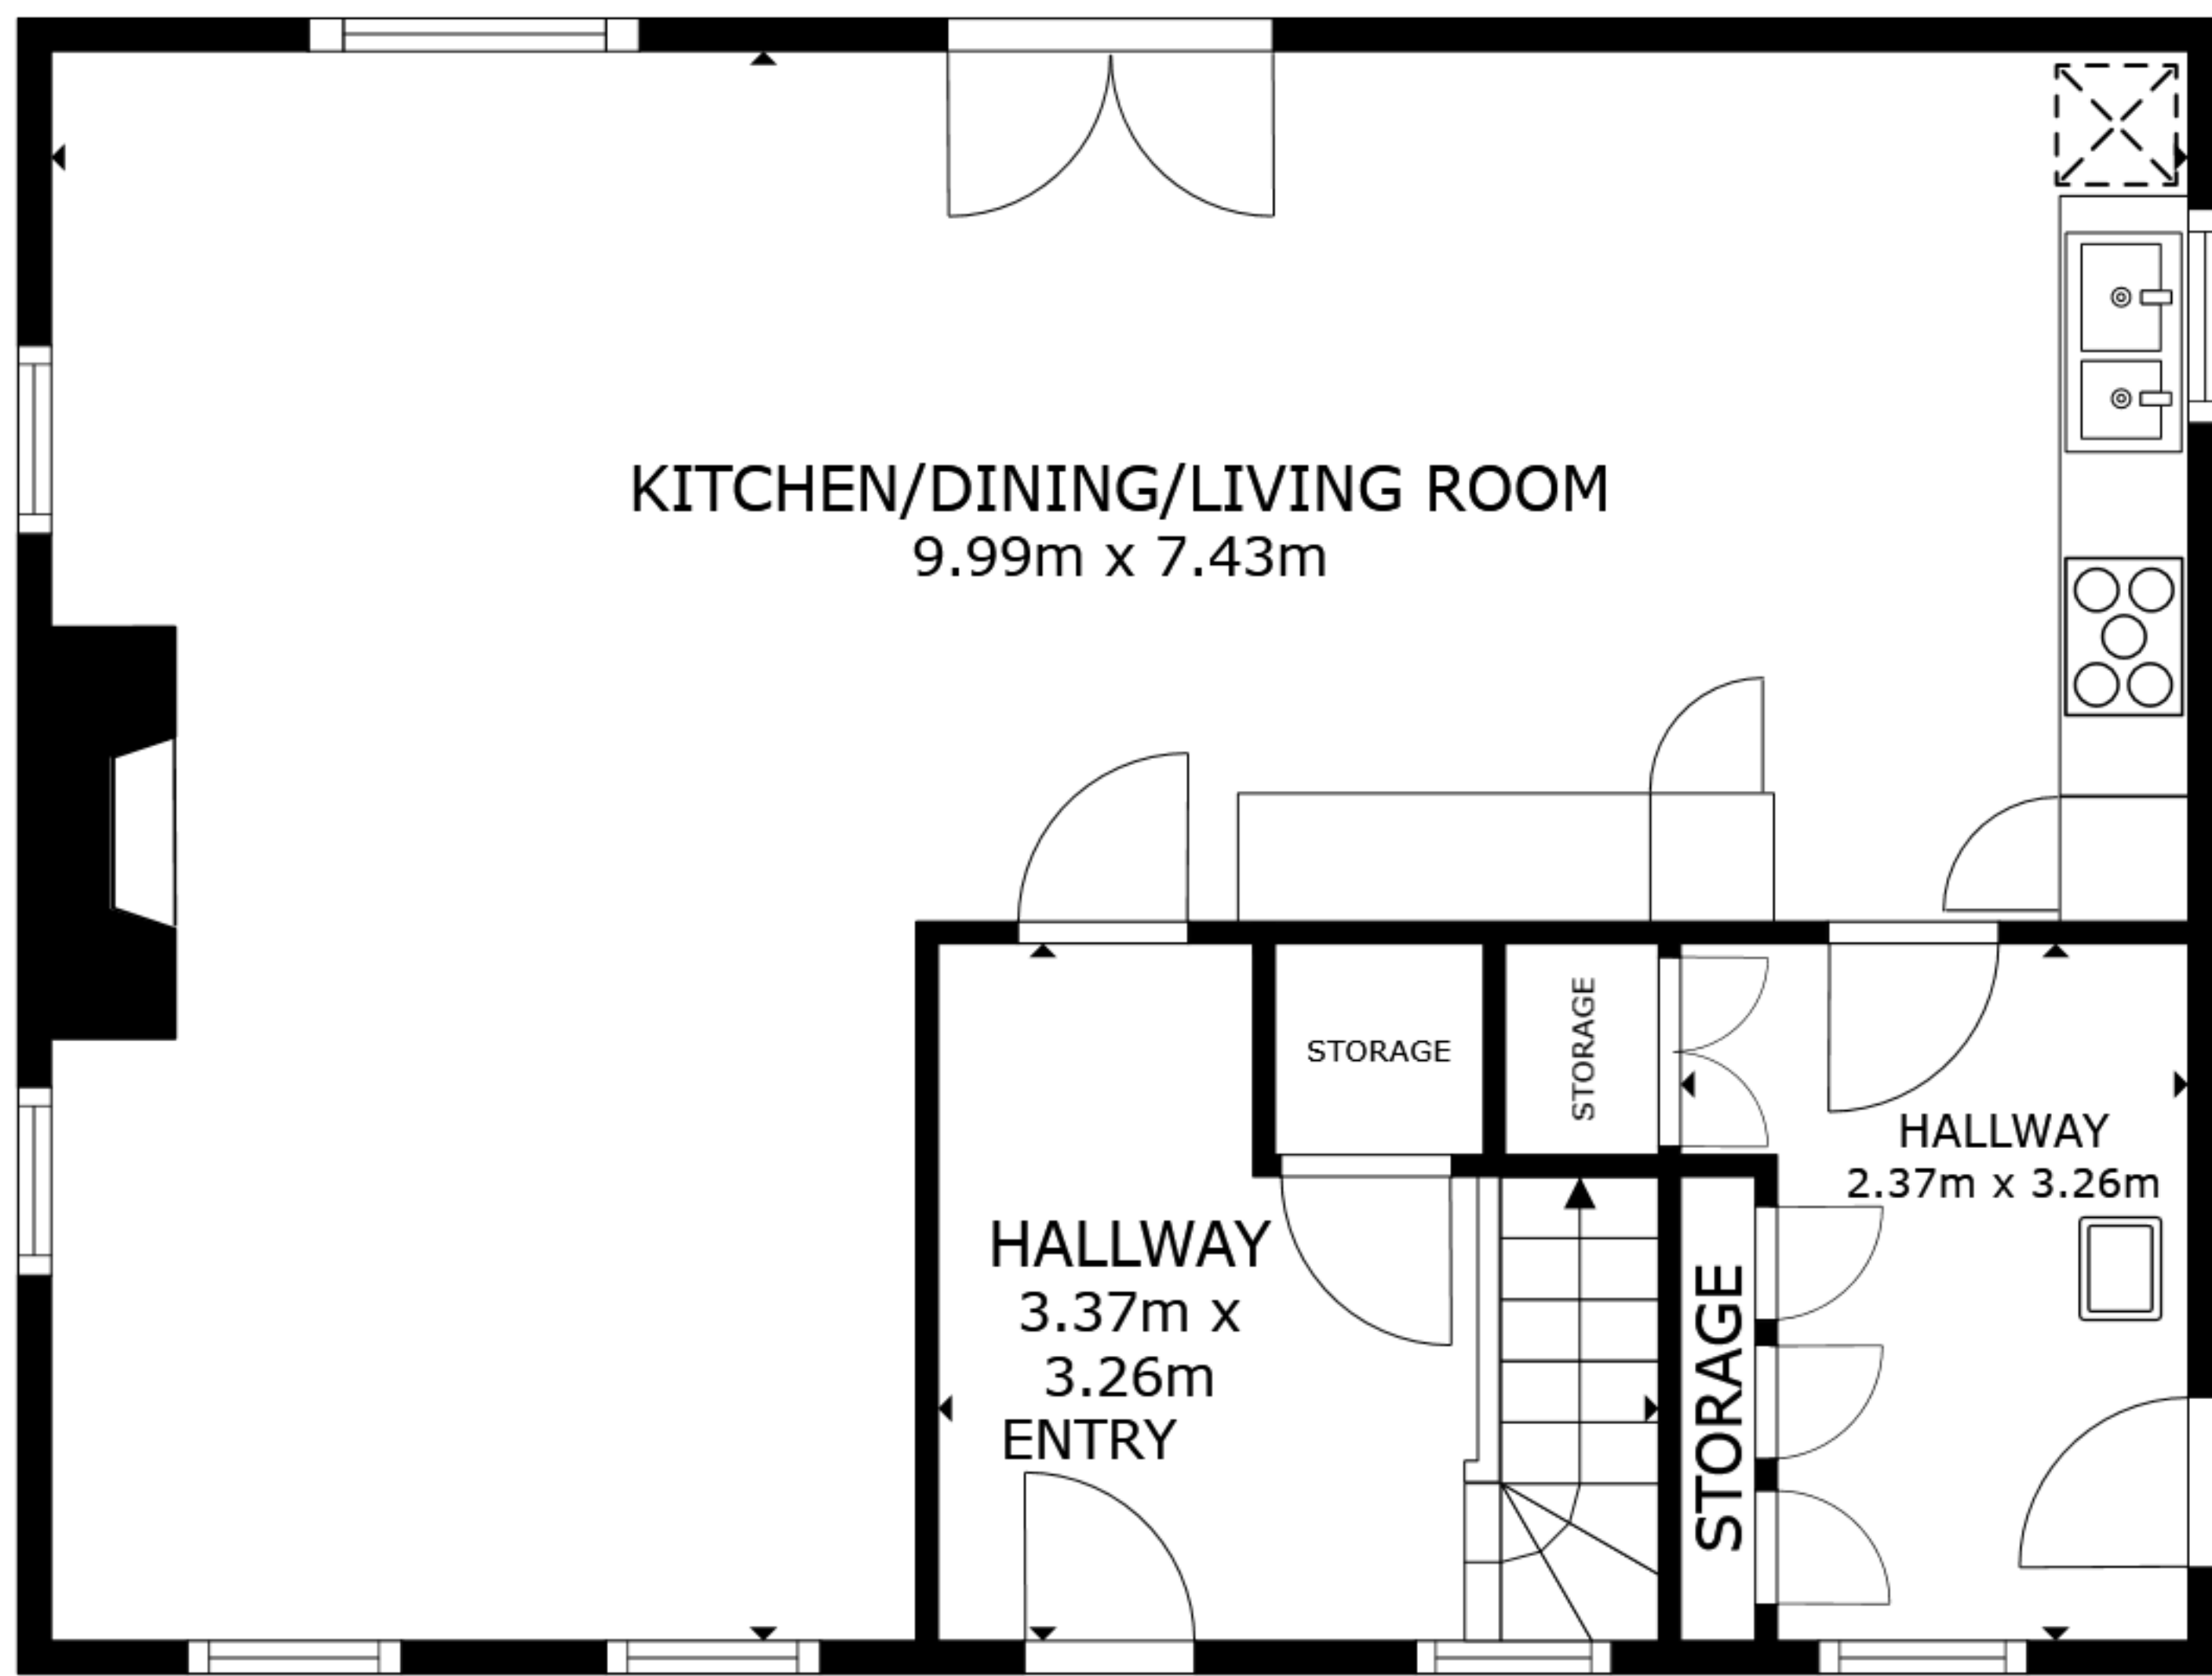 KITCHEN/DINING/LIVING ROOM
9.99m x 7.43m
STORAGE
STORAGE
HALLWAY
2.37m x 3.26m
HALLWAY
3.37m x
3.26m
ENTRY
STORAGE